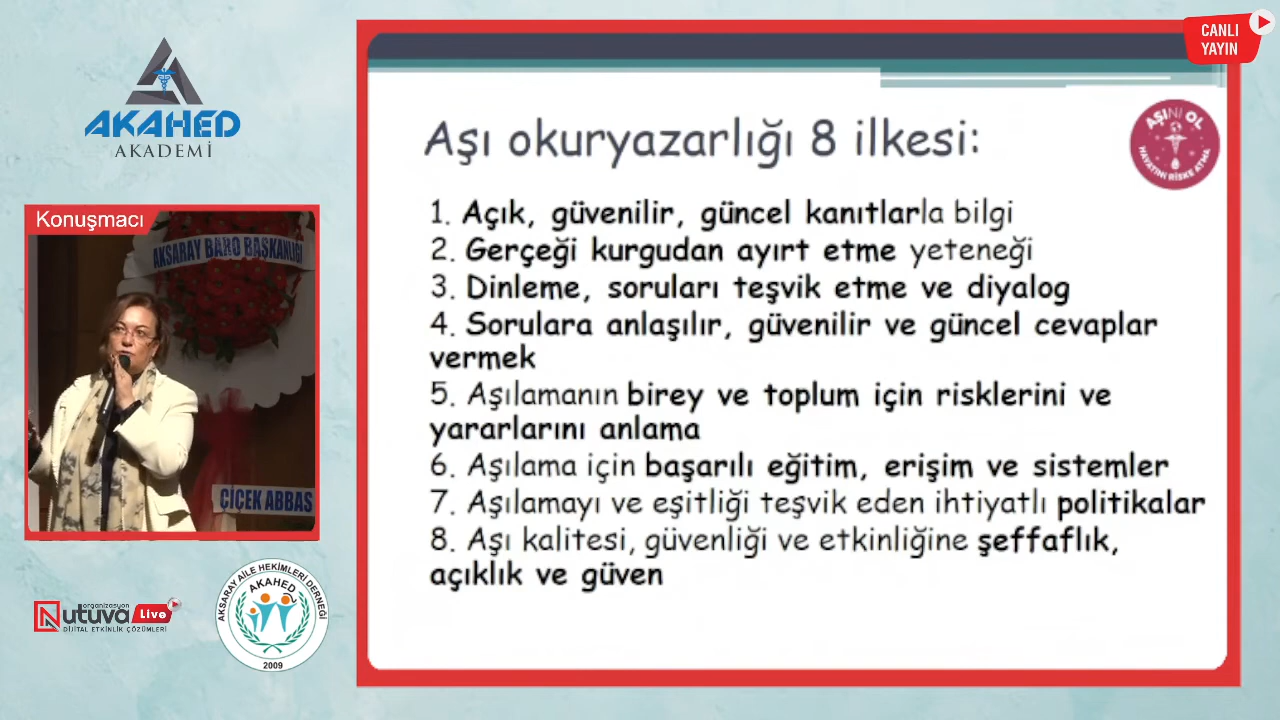 CANLI
YAYIN
AKAHED
AKADEMİ
Konuşmacı
AKSARAY BARO BAŞKANLIĞI
ÇİÇEK ABBAS
organizasyon
Nutuva Live
DİJİTAL ETKİNLİK ÇÖZÜMLERİ
AKSARAY AİLE HEKİMLERİ DERNEĞİ
AKAHED
2009
Aşı okuryazarlığı 8 ilkesi:
AŞINI OL
HAYATINI RİSKE ATMA
1. Açık, güvenilir, güncel kanıtlarla bilgi
2. Gerçeği kurgudan ayırt etme yeteneği
3. Dinleme, soruları teşvik etme ve diyalog
4. Sorulara anlaşılır, güvenilir ve güncel cevaplar
vermek
5. Aşılamanın birey ve toplum için risklerini ve
yararlarını anlama
6. Aşılama için başarılı eğitim, erişim ve sistemler
7. Aşılamayı ve eşitliği teşvik eden ihtiyatlı politikalar
8. Aşı kalitesi, güvenliği ve etkinliğine şeffaflık,
açıklık ve güven